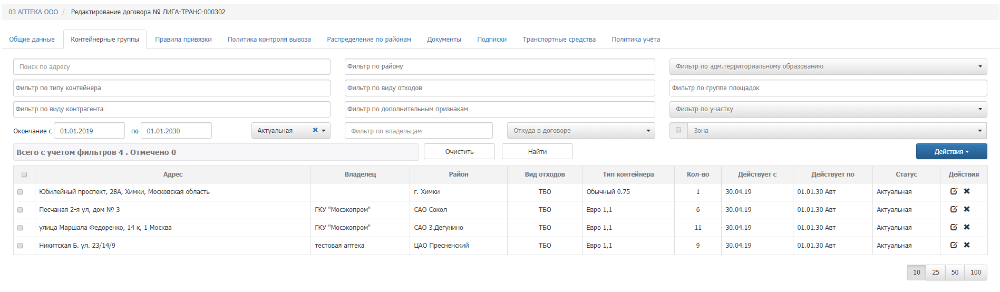 03 АПТЕКА ООО / Редактирование договора № ЛИГА-ТРАНС-000302
Общие данные Контейнерные группы Правила привязки Политика контроля вывоза Распределение по районам Документы Подписки Транспортные средства Политика учёта
Поиск по адресу Фильтр по району Фильтр по адм.территориальному образованию
Фильтр по типу контейнера Фильтр по виду отходов Фильтр по группе площадок
Фильтр по виду контрагента Фильтр по дополнительным признакам Фильтр по участку
Окончание с 01.01.2019 по 01.01.2030 Актуальная Фильтр по владельцам Откуда в договоре Зона
Всего с учетом фильтров 4 . Отмечено 0 Очистить Найти Действия
Адрес Владелец Район Вид отходов Тип контейнера Кол-во Действует с Действует по Статус Действия
Юбилейный проспект, 28А, Химки, Московская область г. Химки ТБО Обычный 0.75 1 30.04.19 01.01.30 Авт Актуальная
Песчаная 2-я ул, дом № 3 ГКУ "Мосэкопром" САО Сокол ТБО Евро 1,1 6 30.04.19 01.01.30 Авт Актуальная
улица Маршала Федоренко, 14 к, 1 Москва ГКУ "Мосэкопром" САО З.Дегунино ТБО Евро 1,1 11 30.04.19 01.01.30 Авт Актуальная
Никитская Б. ул. 23/14/9 тестовая аптека ЦАО Пресненский ТБО Евро 1,1 9 30.04.19 01.01.30 Авт Актуальная
10 25 50 100